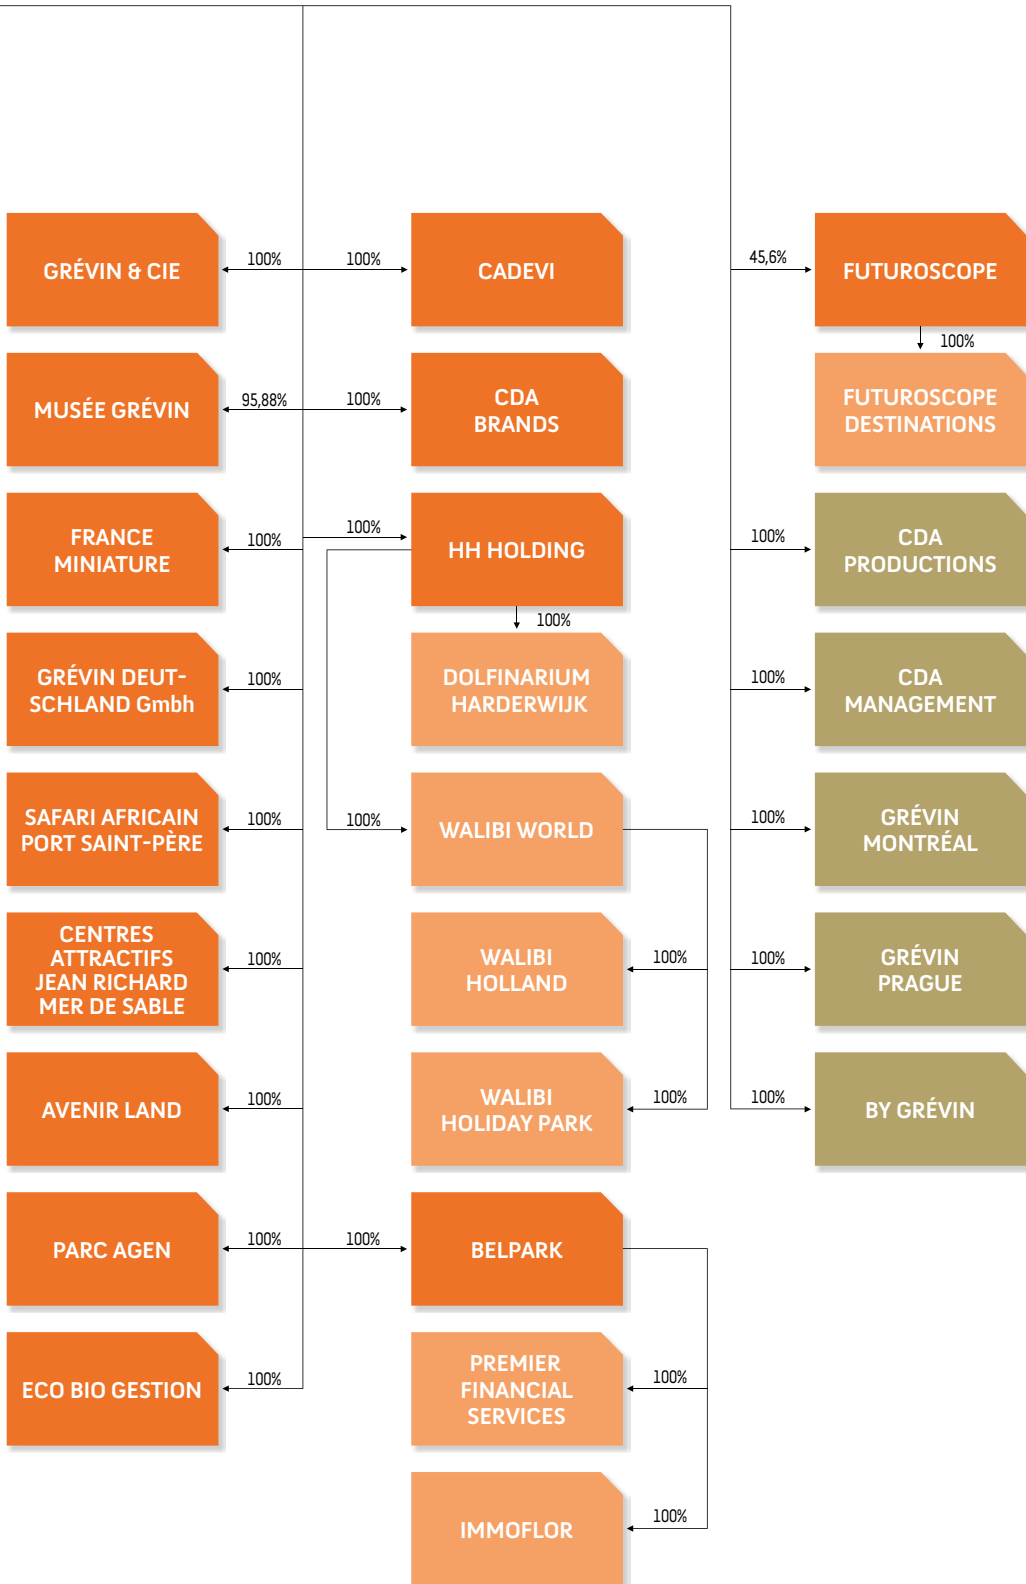 GRÉVIN & CIE
100%
100%
CADEVI
45,6%
FUTUROSCOPE
100%
MUSÉE GRÉVIN
95,88%
100%
CDA
BRANDS
FUTUROSCOPE
DESTINATIONS
FRANCE
MINIATURE
100%
100%
HH HOLDING
100%
100%
CDA
PRODUCTIONS
GRÉVIN DEUT-
SCHLAND Gmbh
100%
DOLFINARIUM
HARDERWIJK
100%
CDA
MANAGEMENT
SAFARI AFRICAIN
PORT SAINT-PÈRE
100%
100%
WALIBI WORLD
100%
GRÉVIN
MONTRÉAL
CENTRES
ATTRACTIFS
JEAN RICHARD
MER DE SABLE
100%
WALIBI
HOLLAND
100%
100%
GRÉVIN
PRAGUE
AVENIR LAND
100%
WALIBI
HOLIDAY PARK
100%
100%
BY GRÉVIN
PARC AGEN
100%
100%
BELPARK
ECO BIO GESTION
100%
PREMIER
FINANCIAL
SERVICES
100%
IMMOFLOR
100%